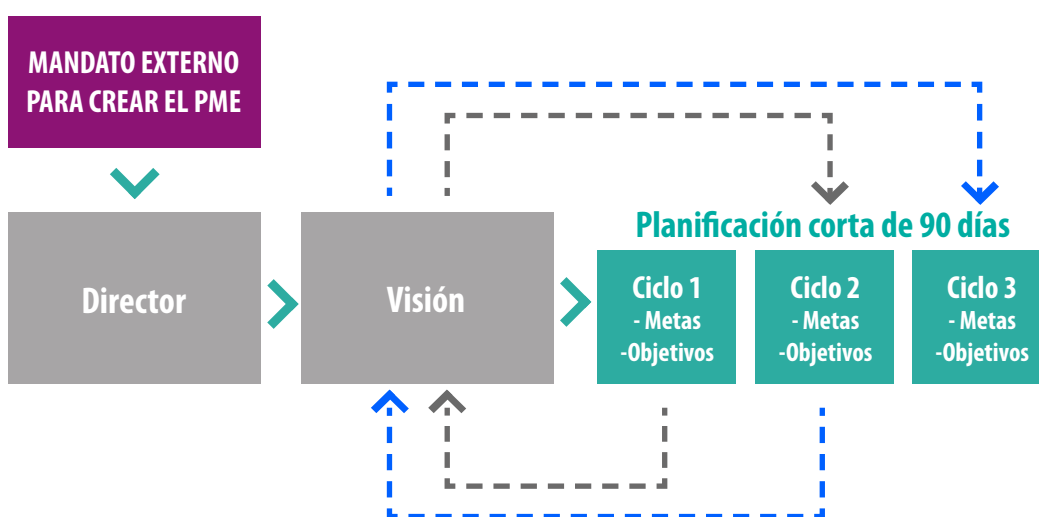 MANDATO EXTERNO
PARA CREAR EL PME
Director
Visión
Planificación corta de 90 días
Ciclo 1
- Metas
-Objetivos
Ciclo 2
- Metas
-Objetivos
Ciclo 3
- Metas
-Objetivos